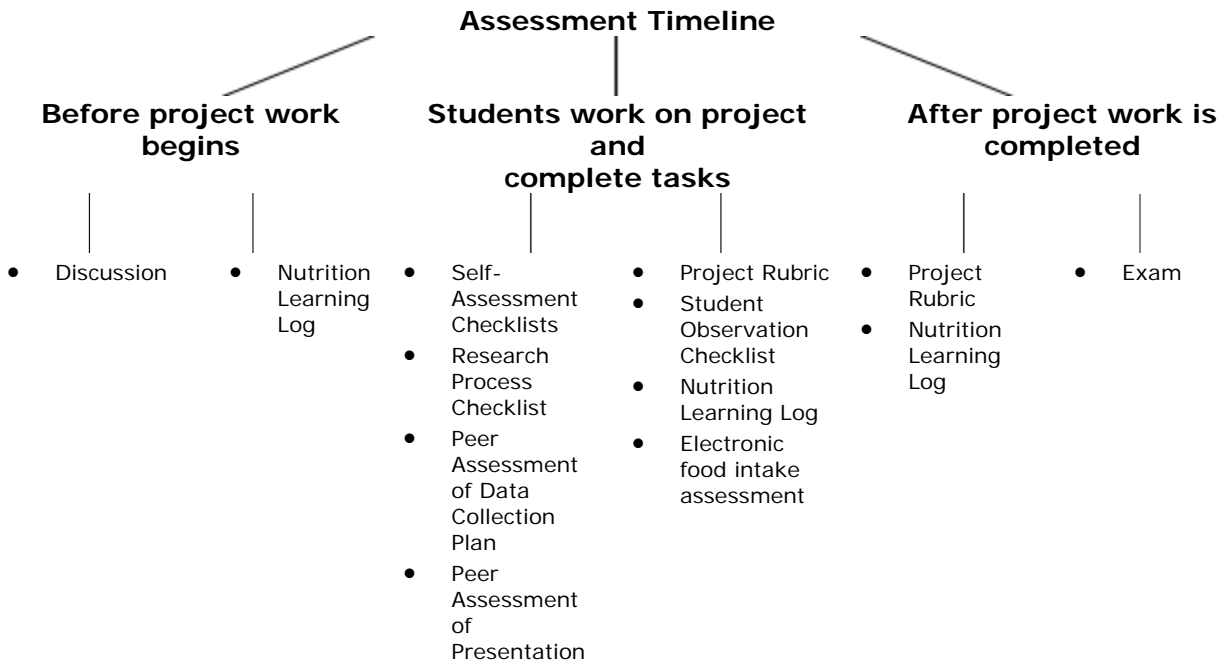 Assessment Timeline
Before project work
begins
Students work on project
and
complete tasks
After project work is
completed
• Discussion
• Nutrition
Learning
Log
• Self-
Assessment
Checklists
• Research
Process
Checklist
• Peer
Assessment
of Data
Collection
Plan
• Peer
Assessment
of
Presentation
• Project Rubric
• Student
Observation
Checklist
• Nutrition
Learning Log
• Electronic
food intake
assessment
• Project
Rubric
• Nutrition
Learning
Log
• Exam